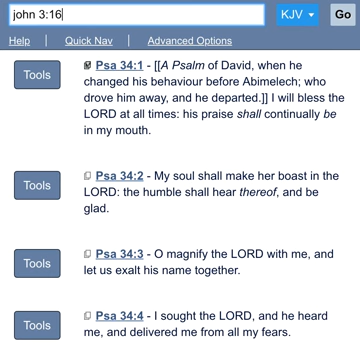 john 3:16 KJV Go
Help | Quick Nav | Advanced Options
Tools
Psa 34:1 - [[A Psalm of David, when he
changed his behaviour before Abimelech; who
drove him away, and he departed.]] I will bless the
LORD at all times: his praise shall continually be
in my mouth.
Tools
Psa 34:2 - My soul shall make her boast in the
LORD: the humble shall hear thereof, and be
glad.
Tools
Psa 34:3 - O magnify the LORD with me, and
let us exalt his name together.
Tools
Psa 34:4 - I sought the LORD, and he heard
me, and delivered me from all my fears.